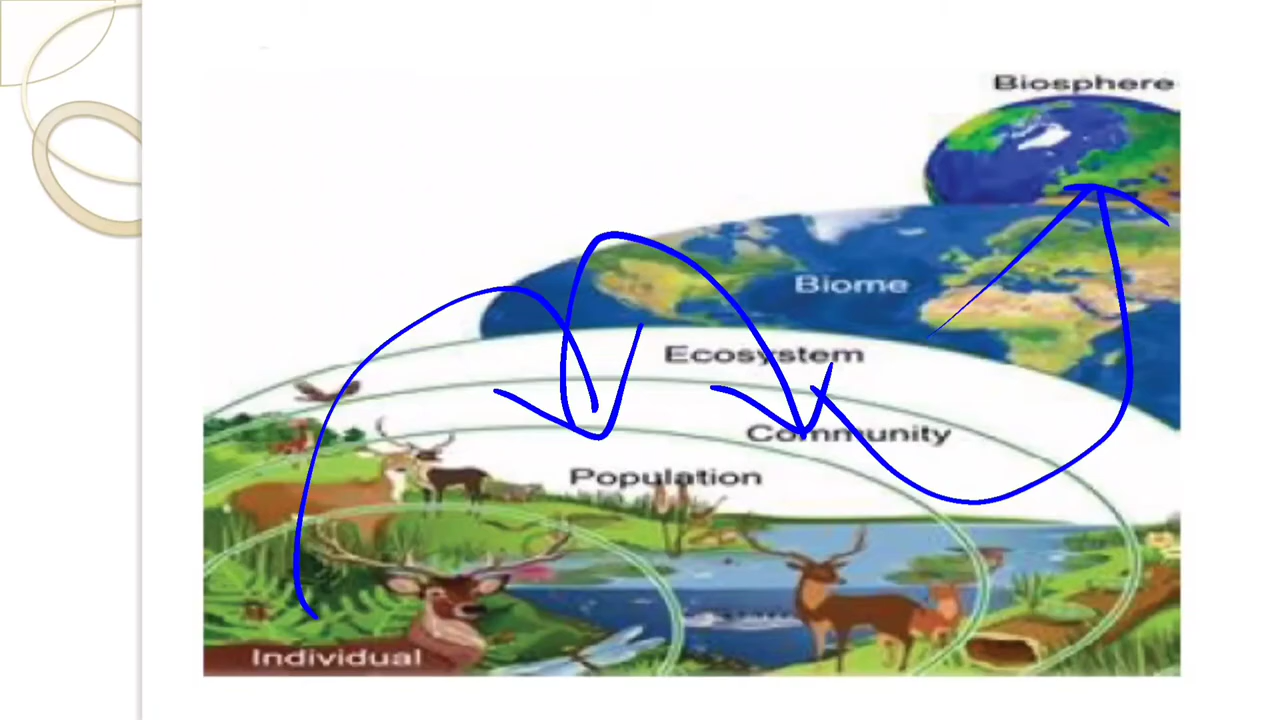 Biosphere
Biome
Ecosystem
Community
Population
Individual